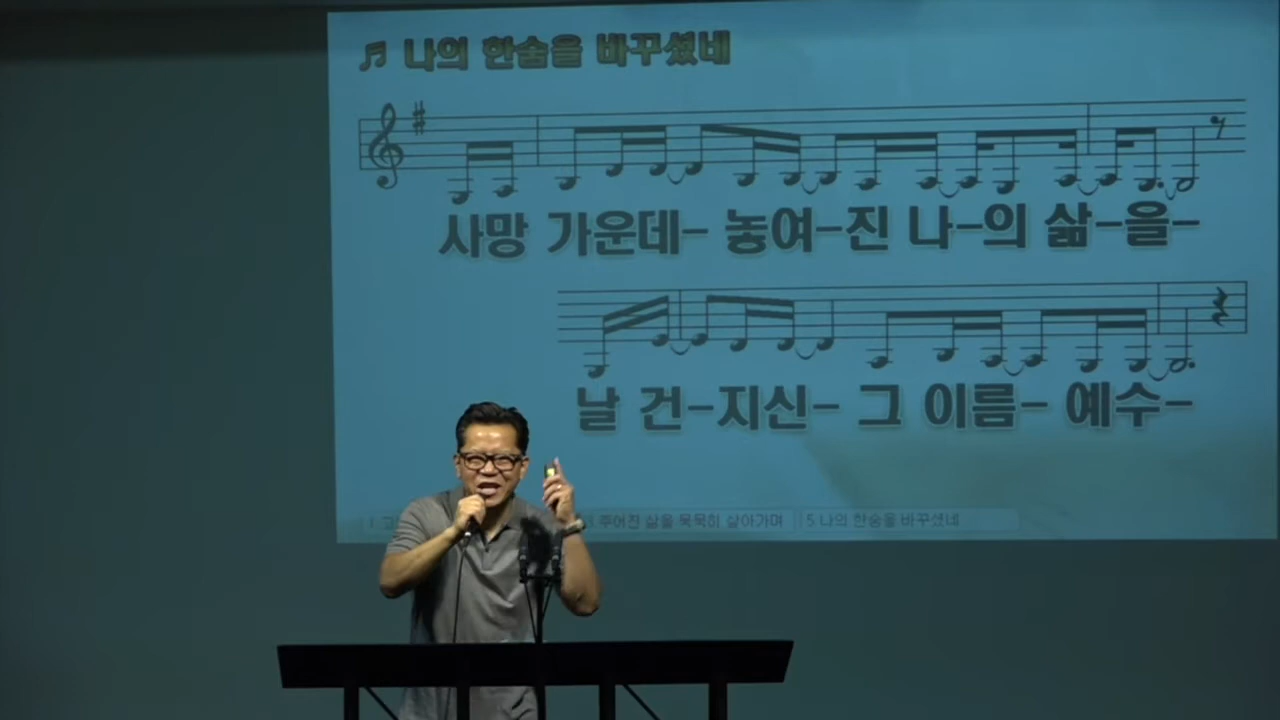 ♫ 나의 한숨을 바꾸셨네
사망 가운데- 놓여-진 나-의 삶-을-
날 건-지신- 그 이름- 예수-
3.주어진 삶을 묵묵히 살아가며 5.나의 한숨을 바꾸셨네